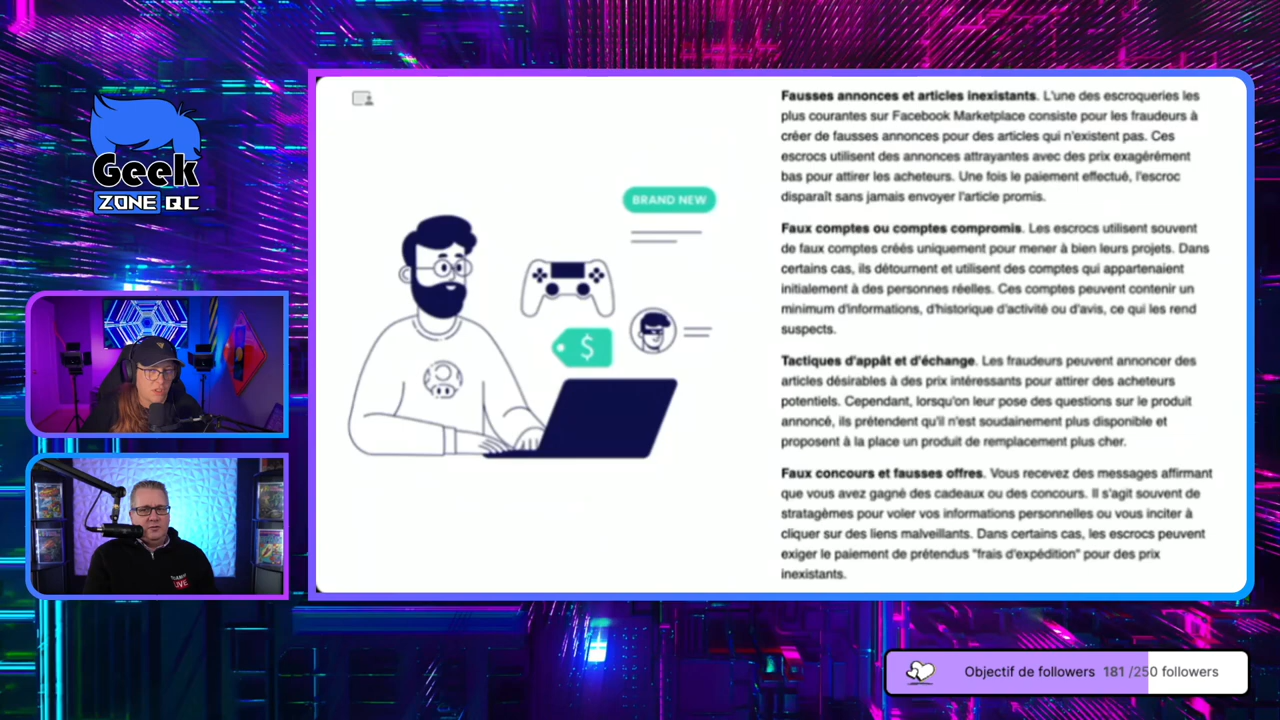 Geek
ZONE QC
BRAND NEW
$
Fausses annonces et articles inexistants. L'une des escroqueries les
plus courantes sur Facebook Marketplace consiste pour les fraudeurs à
créer de fausses annonces pour des articles qui n'existent pas. Ces
escrocs utilisent des annonces attrayantes avec des prix exagérément
bas pour attirer les acheteurs. Une fois le paiement effectué, l'escroc
disparaît sans jamais envoyer l'article promis.
Faux comptes ou comptes compromis. Les escrocs utilisent souvent
de faux comptes créés uniquement pour mener à bien leurs projets. Dans
certains cas, ils détournent et utilisent des comptes qui appartenaient
initialement à des personnes réelles. Ces comptes peuvent contenir un
minimum d'informations, d'historique d'activité ou d'avis, ce qui les rend
suspects.
Tactiques d'appât et d'échange. Les fraudeurs peuvent annoncer des
articles désirables à des prix intéressants pour attirer des acheteurs
potentiels. Cependant, lorsqu'on leur pose des questions sur le produit
annoncé, ils prétendent qu'il n'est soudainement plus disponible et
proposent à la place un produit de remplacement plus cher.
Faux concours et fausses offres. Vous recevez des messages affirmant
que vous avez gagné des cadeaux ou des concours. Il s'agit souvent de
stratagèmes pour voler vos informations personnelles ou vous inciter à
cliquer sur des liens malveillants. Dans certains cas, les escrocs peuvent
exiger le paiement de prétendus "frais d'expédition" pour des prix
inexistants.
Objectif de followers 181 /250 followers